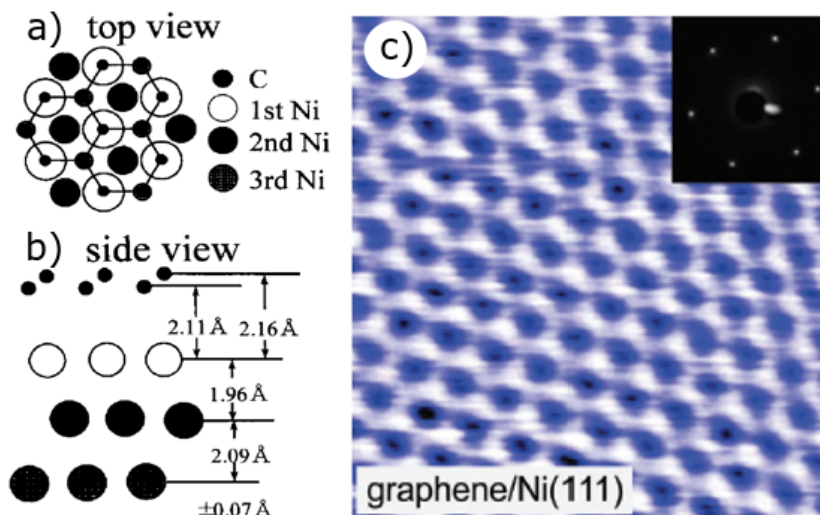 a) top view
C
1st Ni
2nd Ni
3rd Ni
b) side view
2.11 Å
2.16 Å
1.96 Å
2.09 Å
±0.07 Å
c)
graphene/Ni(111)